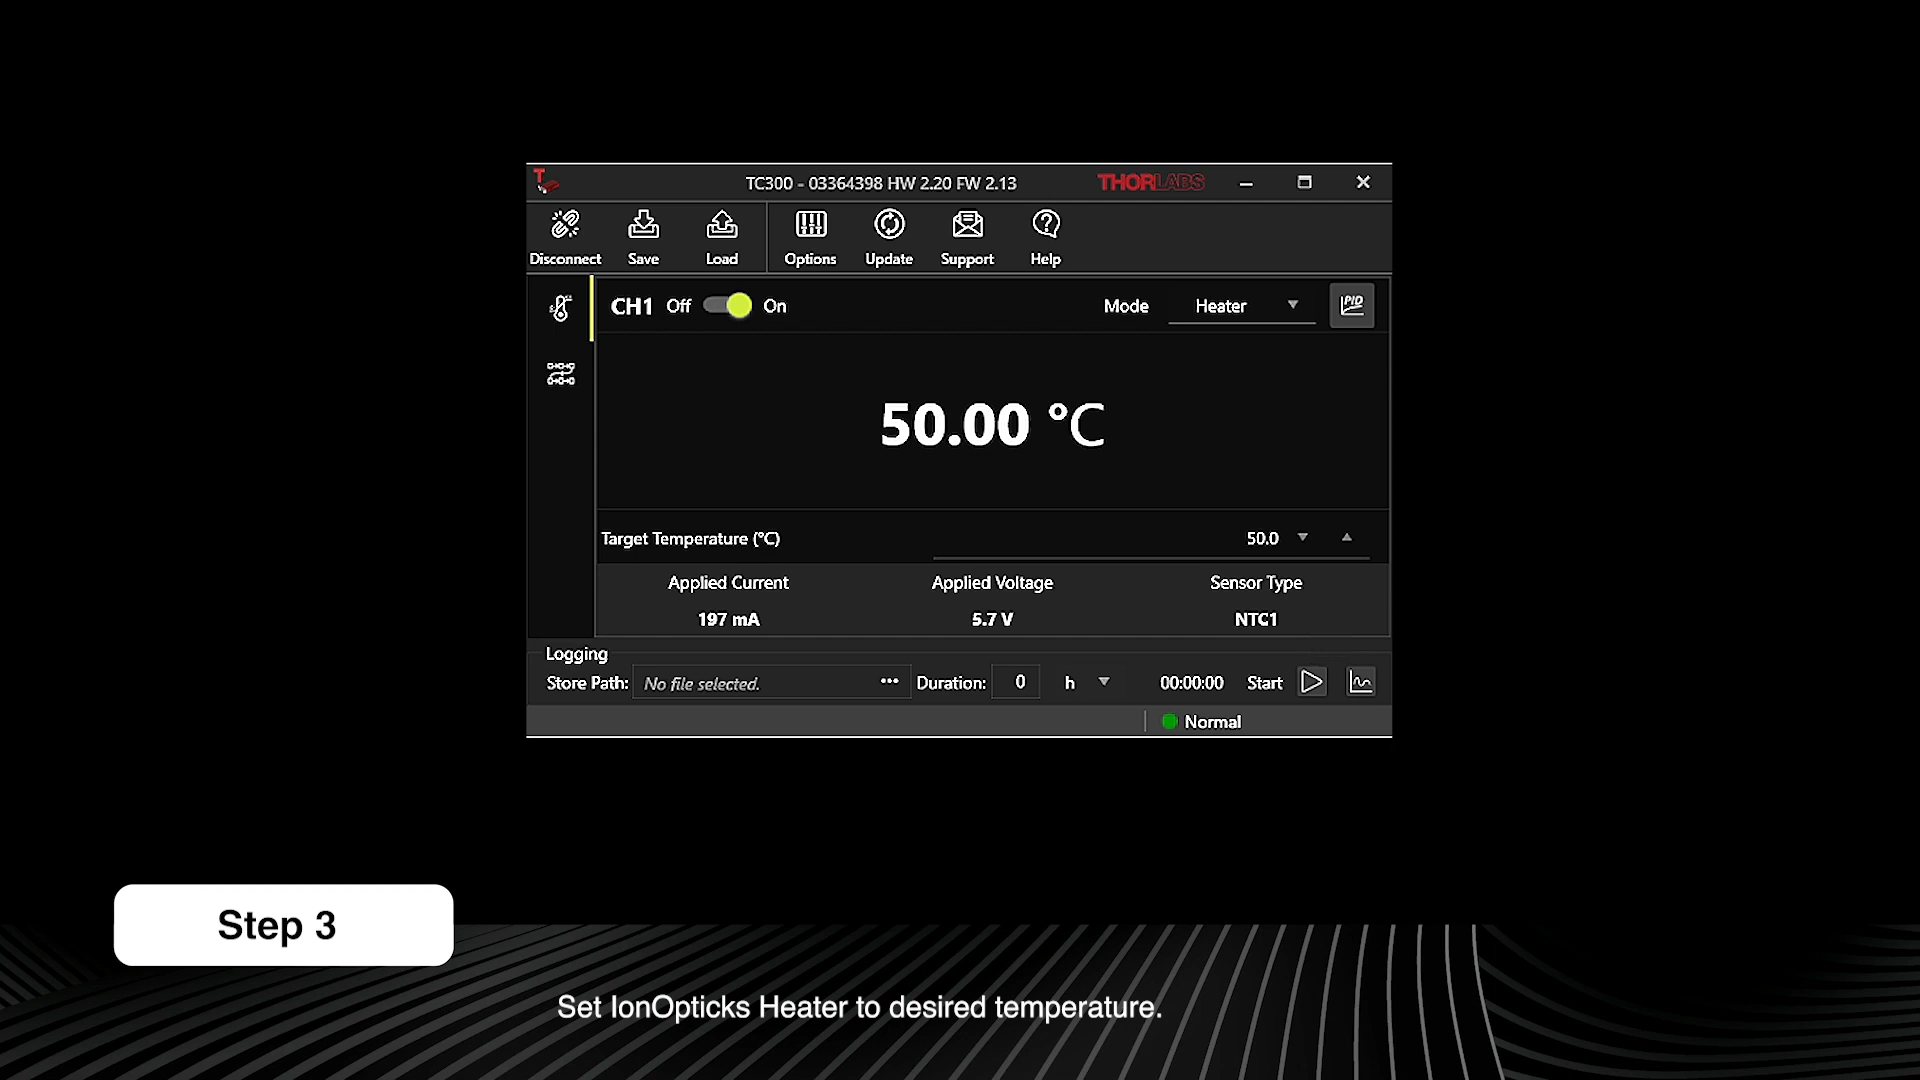 TC300 - 03364398 HW 2.20 FW 2.13 THORLABS
Disconnect Save Load Options Update Support Help
CH1 Off On Mode Heater PID
50.00 °C
Target Temperature (°C) 50.0
Applied Current Applied Voltage Sensor Type
197 mA 5.7 V NTC1
Logging
Store Path: No file selected. ••• Duration: 0 h 00:00:00 Start
Normal
Step 3
Set IonOpticks Heater to desired temperature.